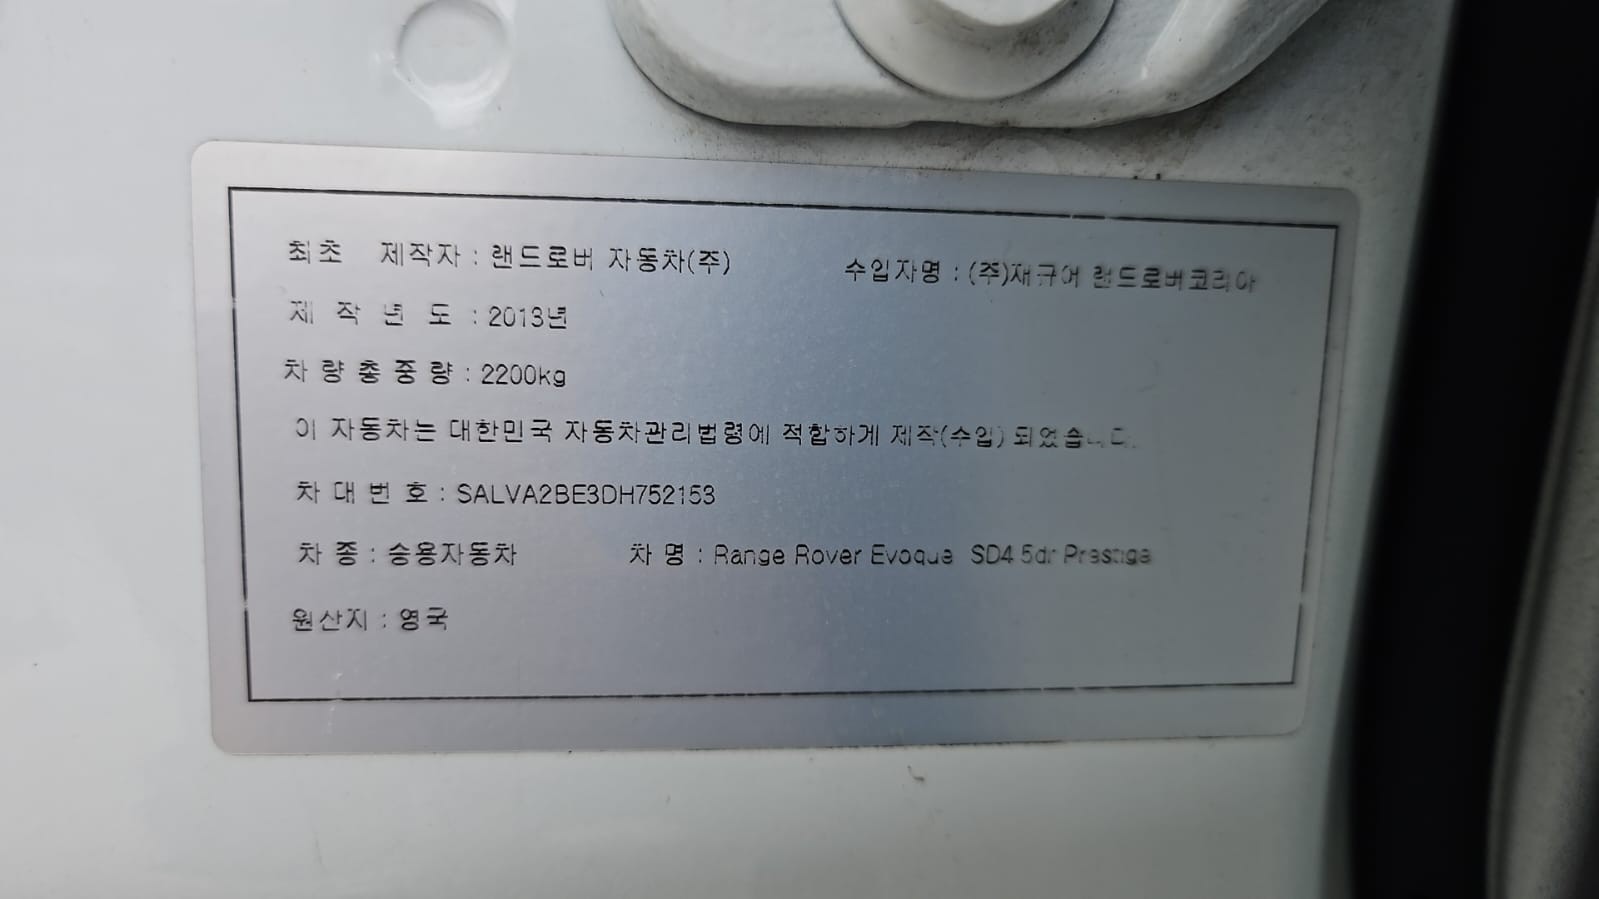 최초 제작자 : 랜드로버 자동차(주) 수입자명 : (주)재규어 랜드로버코리아
제 작 년 도 : 2013년
차 량 총 중 량 : 2200kg
이 자동차는 대한민국 자동차관리법령에 적합하게 제작(수입) 되었습니다.
차 대 번 호 : SALVA2BE3DH752153
차 종 : 승용자동차 차 명 : Range Rover Evoque SD4 5dr Prestige
원산지 : 영국